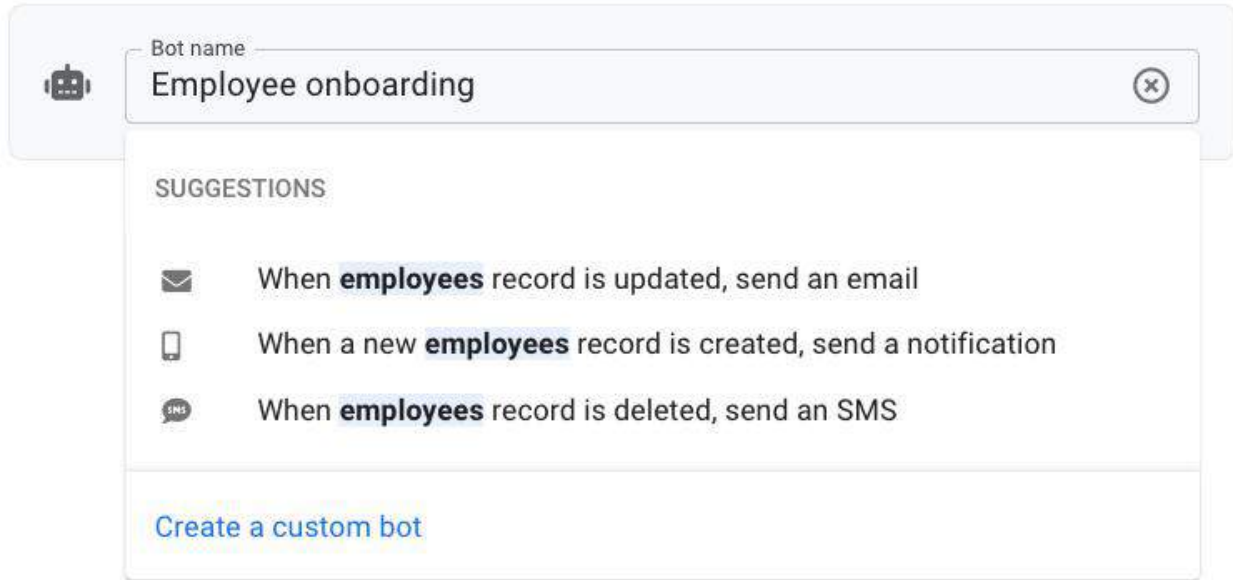 Bot name
Employee onboarding
SUGGESTIONS
When employees record is updated, send an email
When a new employees record is created, send a notification
SMS When employees record is deleted, send an SMS
Create a custom bot